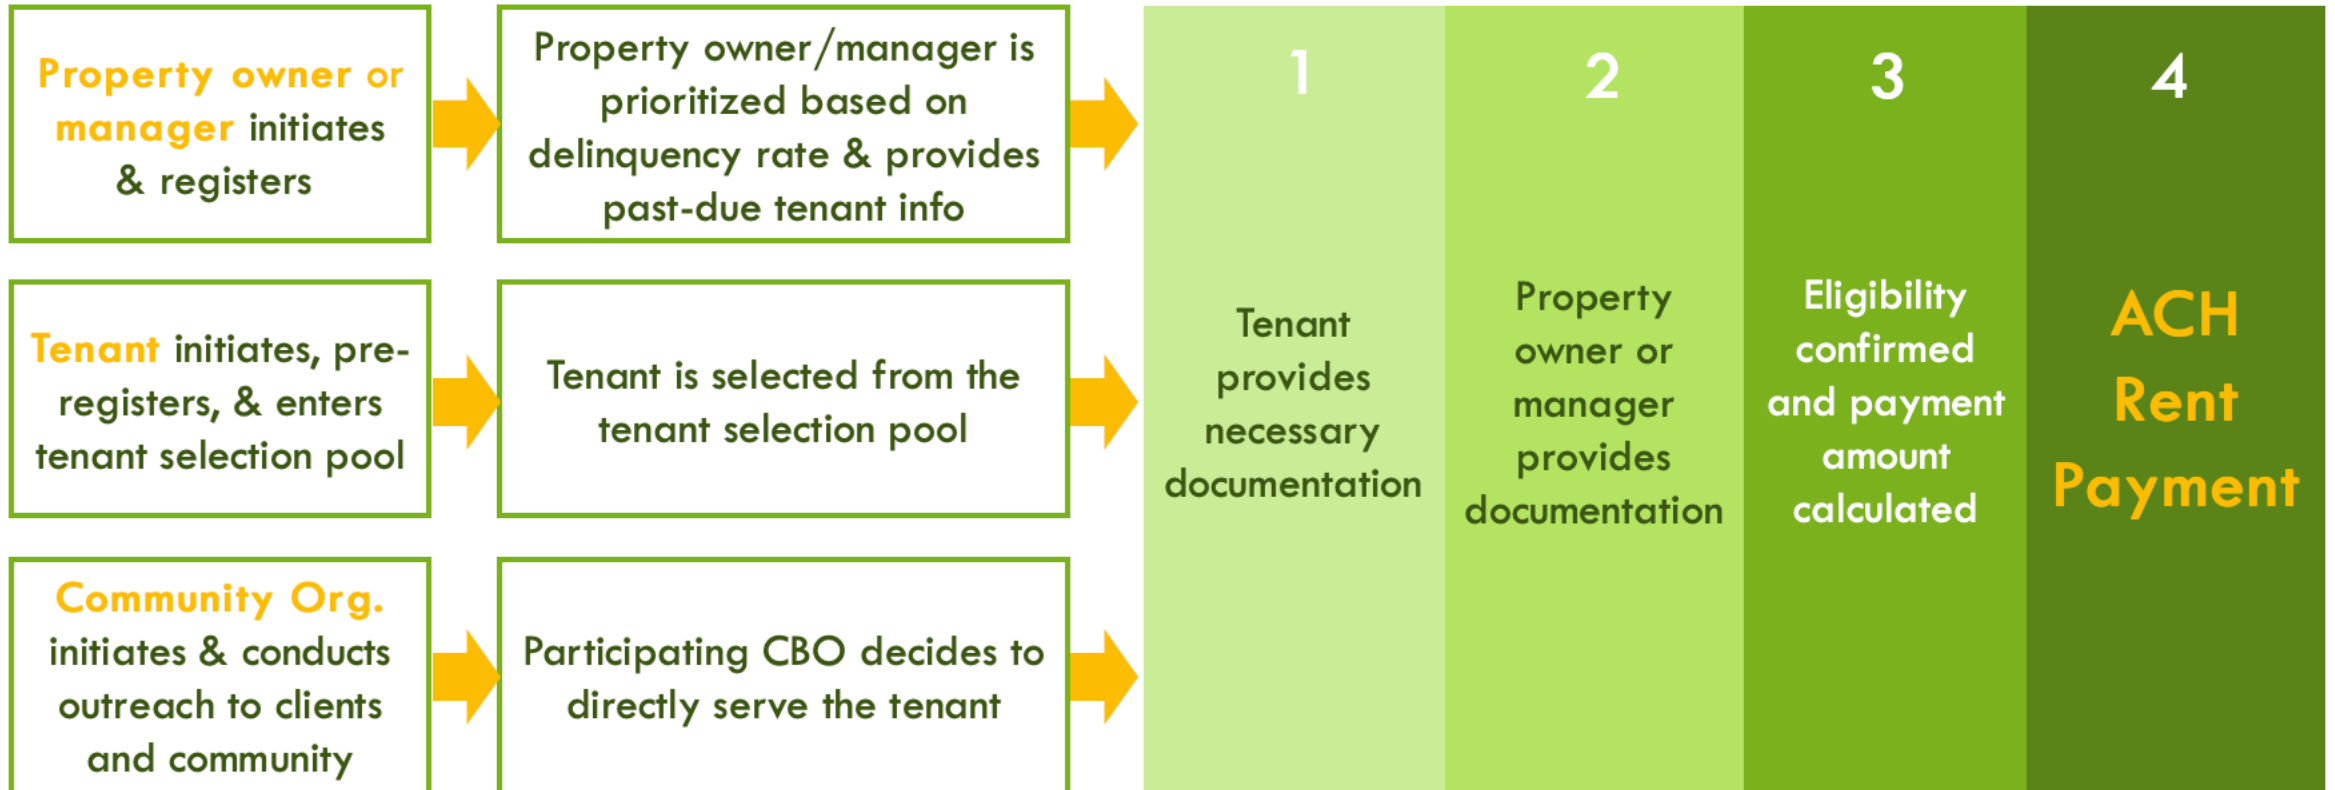 Property owner or
manager initiates
& registers
Property owner/manager is
prioritized based on
delinquency rate & provides
past-due tenant info
Tenant initiates, pre-
registers, & enters
tenant selection pool
Tenant is selected from the
tenant selection pool
Community Org.
initiates & conducts
outreach to clients
and community
Participating CBO decides to
directly serve the tenant
1
Tenant
provides
necessary
documentation
2
Property
owner or
manager
provides
documentation
3
Eligibility
confirmed
and payment
amount
calculated
4
ACH
Rent
Payment